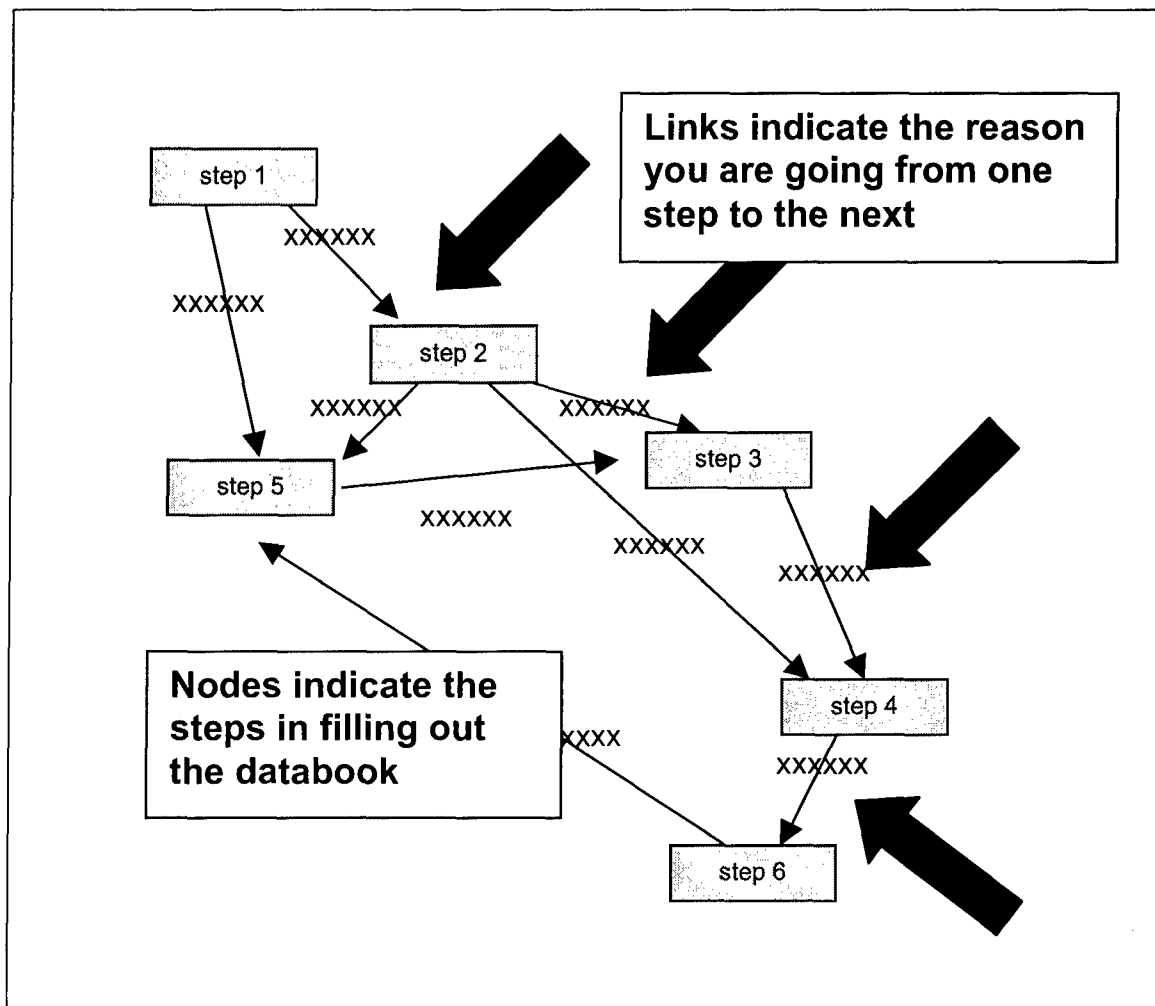 Links indicate the reason
you are going from one
step to the next
step 1
xxxxxx
xxxxxx
step 2
xxxxxx
xxxxxx
step 3
step 5
xxxxxx
xxxxxx
xxxxxx
Nodes indicate the
steps in filling out
the databook
step 4
xxxx
xxxxxx
step 6